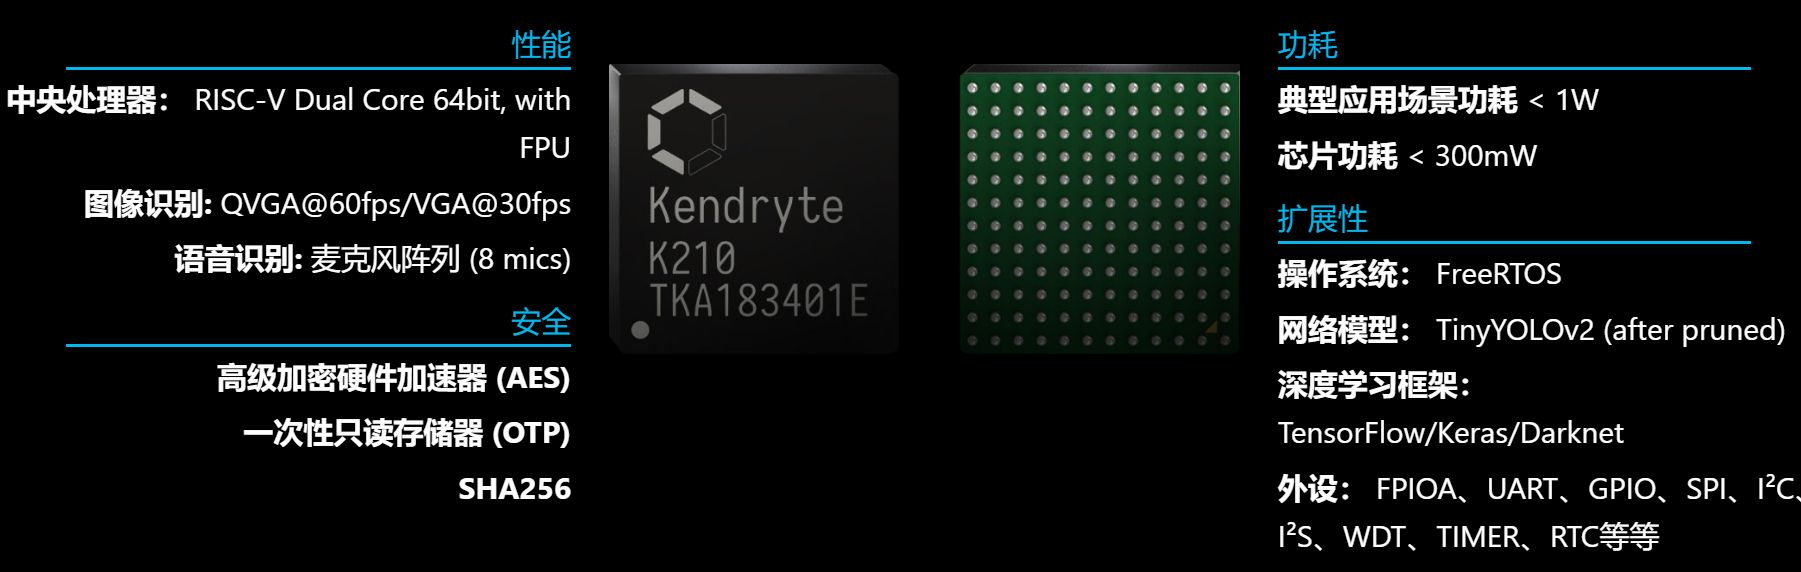 性能
中央处理器： RISC-V Dual Core 64bit, with
FPU
图像识别: QVGA@60fps/VGA@30fps
语音识别: 麦克风阵列 (8 mics)
安全
高级加密硬件加速器 (AES)
一次性只读存储器 (OTP)
SHA256
Kendryte
K210
TKA183401E
功耗
典型应用场景功耗 < 1W
芯片功耗 < 300mW
扩展性
操作系统： FreeRTOS
网络模型： TinyYOLOv2 (after pruned)
深度学习框架：
TensorFlow/Keras/Darknet
外设： FPIOA、UART、GPIO、SPI、I²C、
I²S、WDT、TIMER、RTC等等